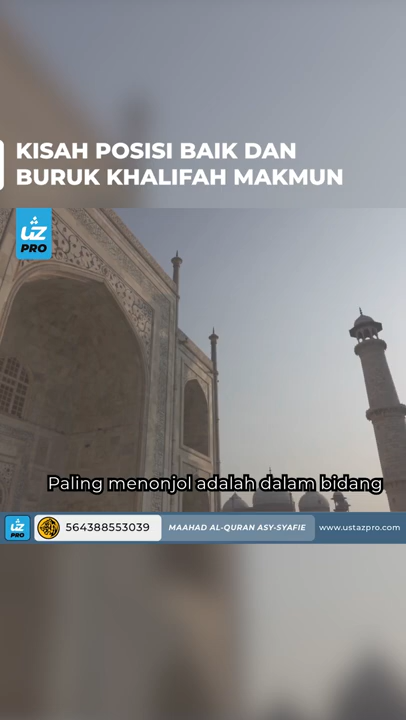 KISAH POSISI BAIK DAN
BURUK KHALIFAH MAKMUN
UZ
PRO
Paling menonjol adalah dalam bidang
UZ
PRO
564388553039
MAAHAD AL-QURAN ASY-SYAFIE
www.ustazpro.com